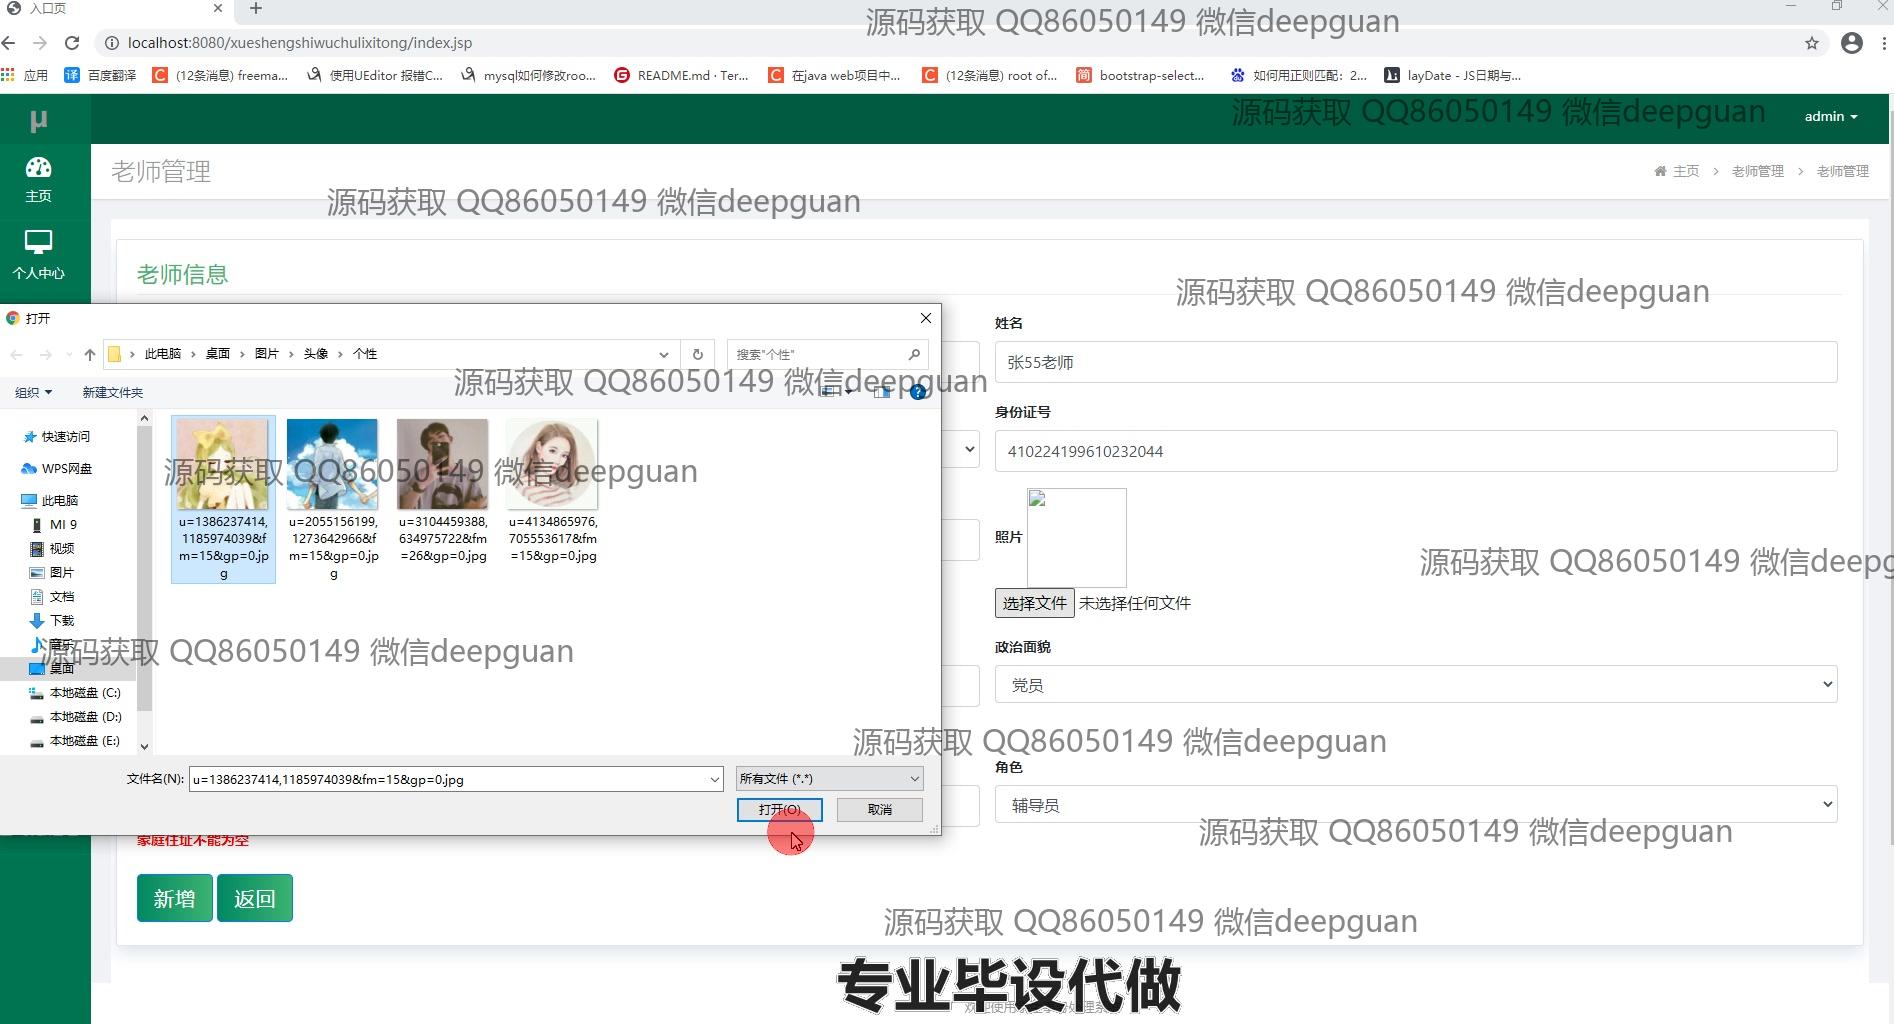 入口页
源码获取 QQ86050149 微信deepguan
localhost:8080/xueshengshiwuchulixitong/index.jsp
应用 百度翻译 (12条消息) freema... 使用UEditor 报错C... mysql如何修改roo... README.md · Ter... 在java web项目中... (12条消息) root of... bootstrap-select... 如何用正则匹配：2... layDate - JS日期与...
μ
源码获取 QQ86050149 微信deepguan
admin
主页
老师管理
主页 > 老师管理 > 老师管理
源码获取 QQ86050149 微信deepguan
个人中心
老师信息
源码获取 QQ86050149 微信deepguan
打开
姓名
此电脑 > 桌面 > 图片 > 头像 > 个性
搜索"个性"
张55老师
源码获取 QQ86050149 微信deepguan
组织
新建文件夹
身份证号
410224199610232044
快速访问
WPS网盘
此电脑
MI 9
视频
图片
文档
下载
音乐
桌面
本地磁盘 (C:)
本地磁盘 (D:)
本地磁盘 (E:)
源码获取 QQ86050149 微信deepguan
u=1386237414,
1185974039&f
m=15&gp=0.jp
g
u=2055156199,
1273642966&f
m=15&gp=0.jp
g
u=3104459388,
634975722&fm
=26&gp=0.jpg
u=4134865976,
705553617&fm
=15&gp=0.jpg
照片
源码获取 QQ86050149 微信deepg
选择文件 未选择任何文件
源码获取 QQ86050149 微信deepguan
政治面貌
党员
源码获取 QQ86050149 微信deepguan
角色
文件名(N):
u=1386237414,1185974039&fm=15&gp=0.jpg
所有文件 (*.*)
打开(O)
取消
辅导员
源码获取 QQ86050149 微信deepguan
家庭住址不能为空
新增
返回
源码获取 QQ86050149 微信deepguan
专业毕设代做